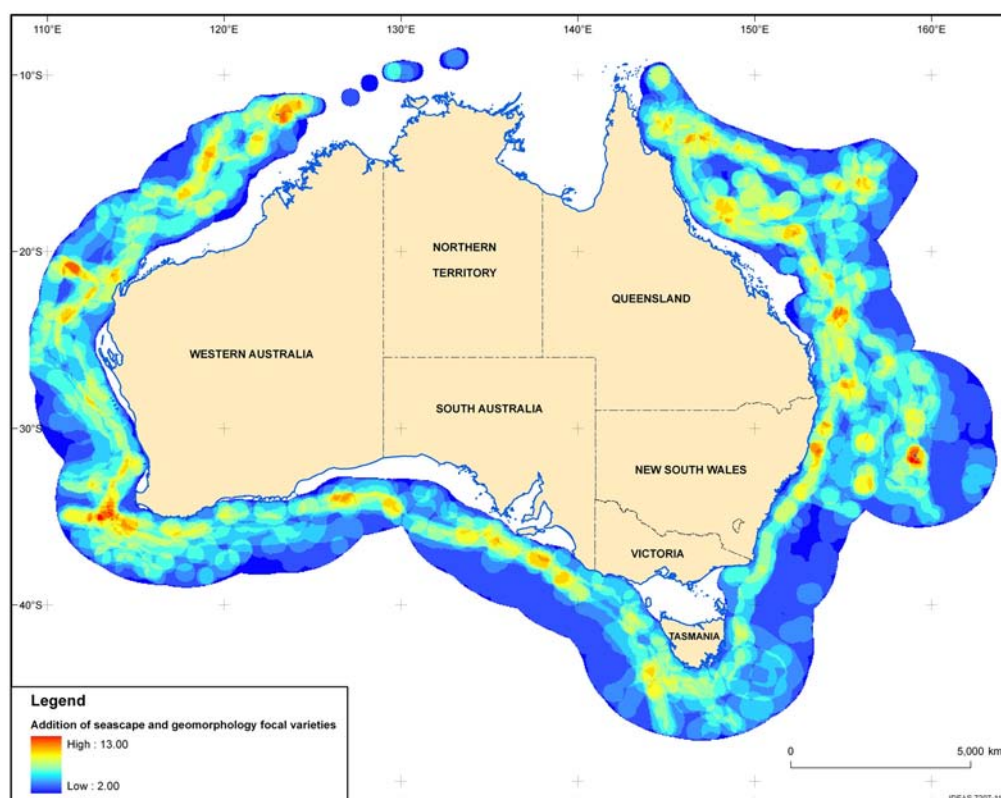 110°E 120°E 130°E 140°E 150°E 160°E
10°S
20°S
NORTHERN
TERRITORY
QUEENSLAND
WESTERN AUSTRALIA
SOUTH AUSTRALIA
30°S
NEW SOUTH WALES
VICTORIA
40°S
TASMANIA
Legend
Addition of seascape and geomorphology focal varieties
High : 13.00
Low : 2.00
0 5,000 km